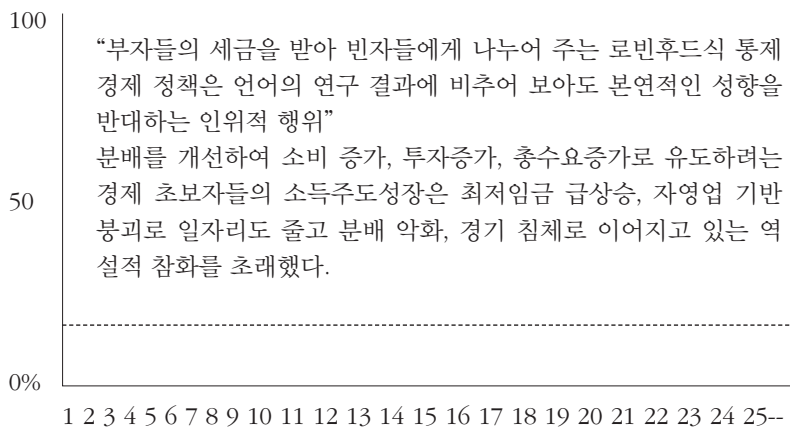 100
“부자들의 세금을 받아 빈자들에게 나누어 주는 로빈후드식 통제
경제 정책은 언어의 연구 결과에 비추어 보아도 본연적인 성향을
반대하는 인위적 행위”
분배를 개선하여 소비 증가, 투자증가, 총수요증가로 유도하려는
경제 초보자들의 소득주도성장은 최저임금 급상승, 자영업 기반
50
붕괴로 일자리도 줄고 분배 악화, 경기 침체로 이어지고 있는 역
설적 참화를 초래했다.
0%
1 2 3 4 5 6 7 8 9 10 11 12 13 14 15 16 17 18 19 20 21 22 23 24 25--